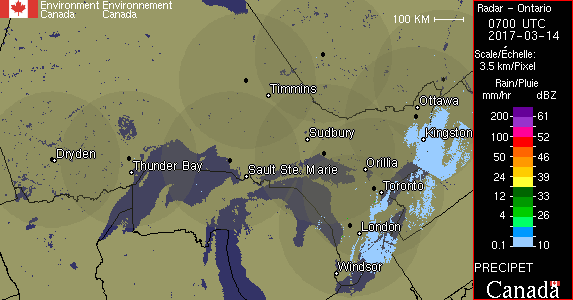 Environment Environnement
Canada Canada
100 KM
Timmins
Ottawa
Sudbury
Kingston
Dryden
Thunder Bay
Sault Ste. Marie
Orillia
Toronto
London
Windsor
Radar - Ontario
0700 UTC
2017-03-14
Scale/Échelle:
3.5 km/Pixel
Rain/Pluie
mm/hr dBZ
200 61
100 52
50 46
24 39
12 33
4 26
0.1 10
PRECIPET
Canada